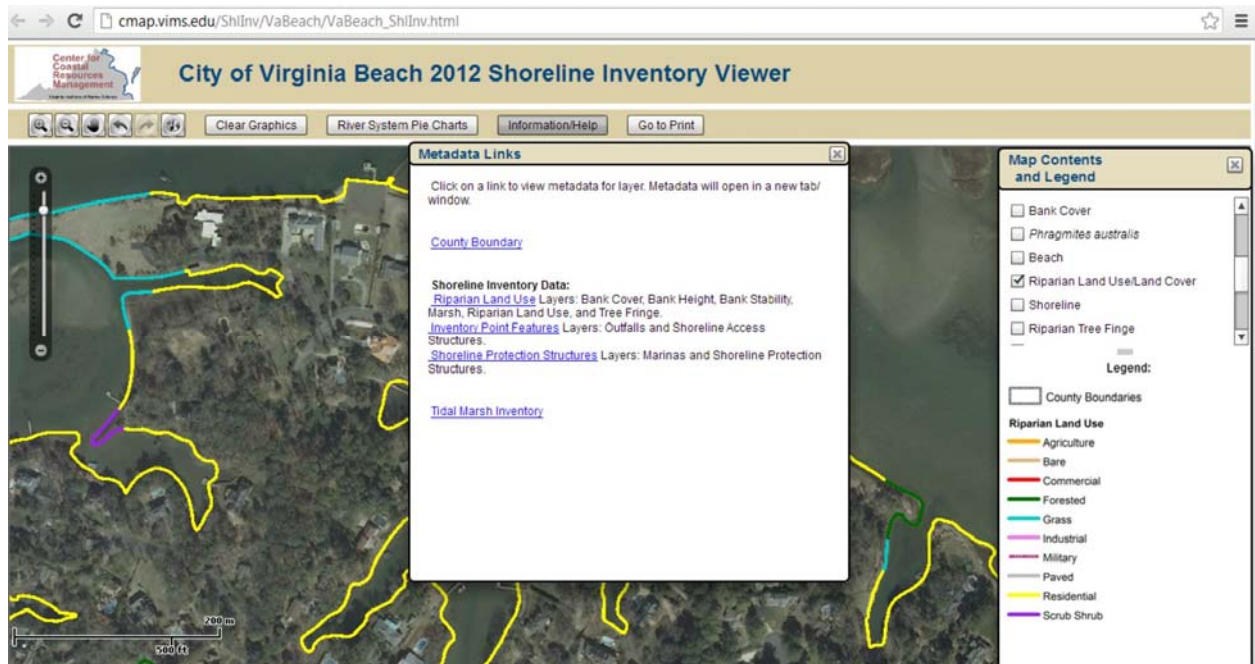 cmap.vims.edu/ShlInv/VaBeach/VaBeach_ShlInv.html
Center for
Coastal
Resources
Management
City of Virginia Beach 2012 Shoreline Inventory Viewer
Clear Graphics
River System Pie Charts
Information/Help
Go to Print
Metadata Links
Click on a link to view metadata for layer. Metadata will open in a new tab/
window.
County Boundary
Shoreline Inventory Data:
Riparian Land Use Layers: Bank Cover, Bank Height, Bank Stability,
Marsh, Riparian Land Use, and Tree Fringe.
Inventory Point Features Layers: Outfalls and Shoreline Access
Structures.
Shoreline Protection Structures Layers: Marinas and Shoreline Protection
Structures.
Tidal Marsh Inventory
Map Contents
and Legend
Bank Cover
Phragmites australis
Beach
Riparian Land Use/Land Cover
Shoreline
Riparian Tree Finge
Legend:
County Boundaries
Riparian Land Use
Agriculture
Bare
Commercial
Forested
Grass
Industrial
Military
Paved
Residential
Scrub Shrub
200 m
500 ft